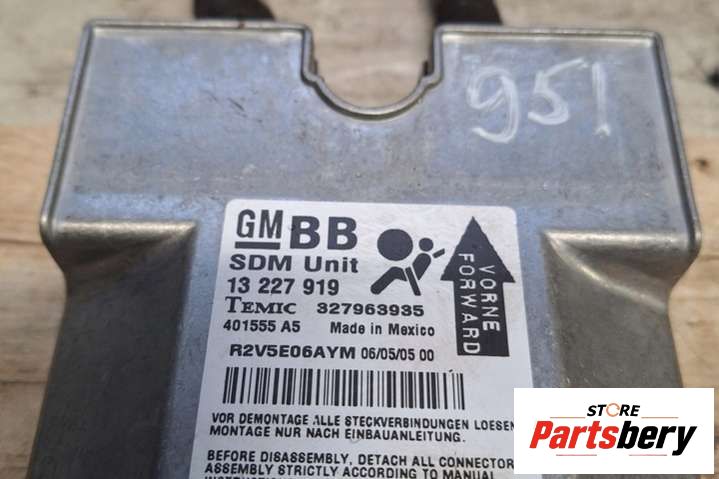 951
GM BB
SDM Unit
13 227 919
TEMIC 327963935
401555 A5 Made in Mexico
R2V5E06AYM 06/05/05 00
VORNE
FORWARD
VOR DEMONTAGE ALLE STECKVERBINDUNGEN LOESEN
MONTAGE NUR NACH EINBAUANLEITUNG.
BEFORE DISASSEMBLY, DETACH ALL CONNECTOR
ASSEMBLY STRICTLY ACCORDING TO MANUAL
STORE
Partsbery